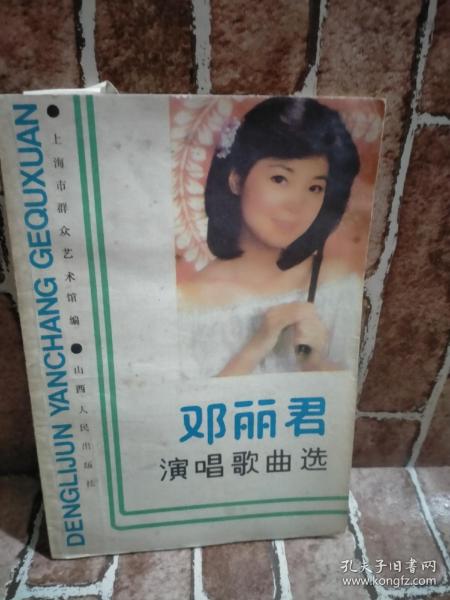 DENGLIJUN YANCHANG GEQUXUAN
●上海市群众艺术馆编●山西人民出版社
邓丽君
演唱歌曲选
孔夫子旧书网
www.kongfz.com